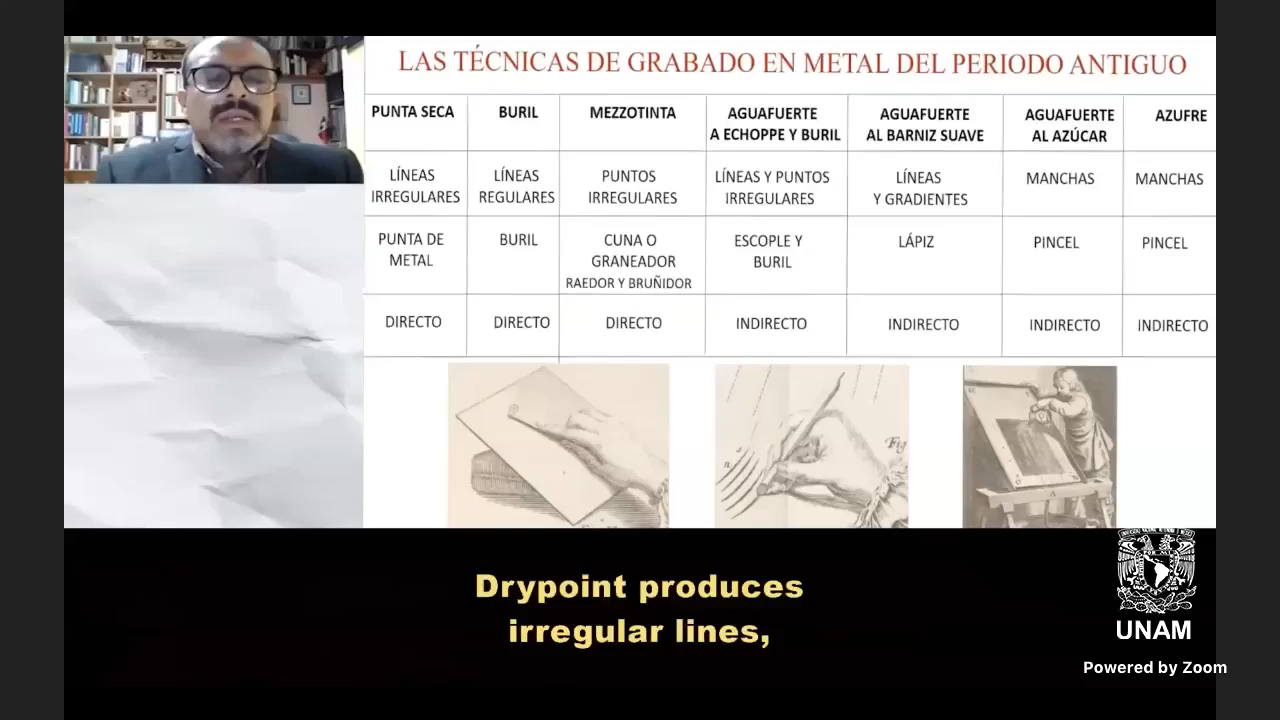 LAS TÉCNICAS DE GRABADO EN METAL DEL PERIODO ANTIGUO
PUNTA SECA
BURIL
MEZZOTINTA
AGUAFUERTE
A ECHOPPE Y BURIL
AGUAFUERTE
AL BARNIZ SUAVE
AGUAFUERTE
AL AZÚCAR
AZUFRE
LÍNEAS
IRREGULARES
LÍNEAS
REGULARES
PUNTOS
IRREGULARES
LÍNEAS Y PUNTOS
IRREGULARES
LÍNEAS
Y GRADIENTES
MANCHAS
MANCHAS
PUNTA DE
METAL
BURIL
CUNA O
GRANEADOR
RAEDOR Y BRUÑIDOR
ESCOPLE Y
BURIL
LÁPIZ
PINCEL
PINCEL
DIRECTO
DIRECTO
DIRECTO
INDIRECTO
INDIRECTO
INDIRECTO
INDIRECTO
Fig
Drypoint produces
irregular lines,
UNAM
Powered by Zoom